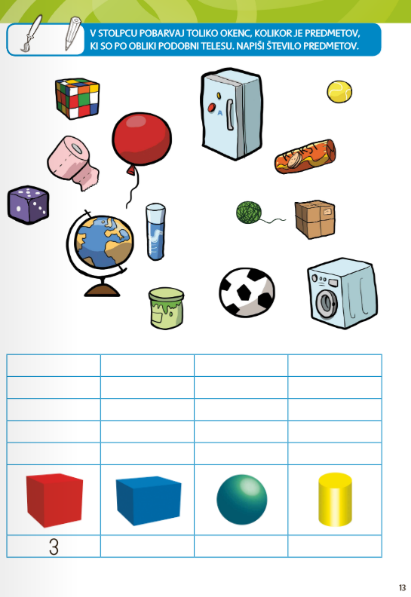 V STOLPCU POBARVAJ TOLIKO OKENC, KOLIKOR JE PREDMETOV,
KI SO PO OBLIKI PODOBNI TELESU. NAPIŠI ŠTEVILO PREDMETOV.
A
3
13